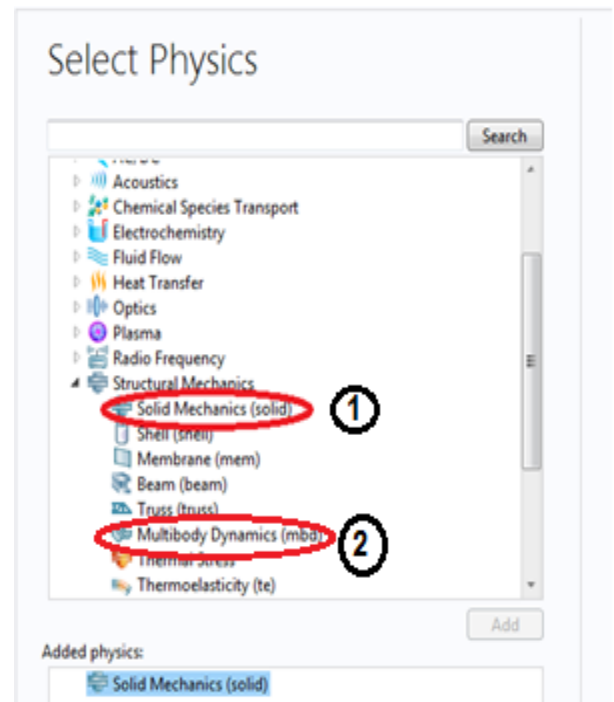 Select Physics
Search
Acoustics
Chemical Species Transport
Electrochemistry
Fluid Flow
Heat Transfer
Optics
Plasma
Radio Frequency
Structural Mechanics
Solid Mechanics (solid) 1
Shell (shell)
Membrane (mem)
Beam (beam)
Truss (truss)
Multibody Dynamics (mbd) 2
Thermal Stress
Thermoelasticity (te)
Add
Added physics:
Solid Mechanics (solid)